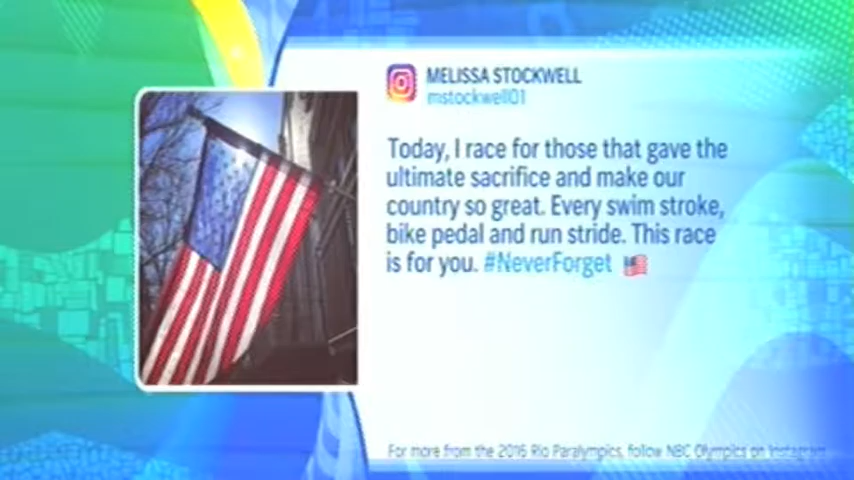 MELISSA STOCKWELL
mstockwell01
Today, I race for those that gave the
ultimate sacrifice and make our
country so great. Every swim stroke,
bike pedal and run stride. This race
is for you. #NeverForget 🇺🇸
For more from the 2016 Rio Paralympics, follow NBC Olympics on Instagram